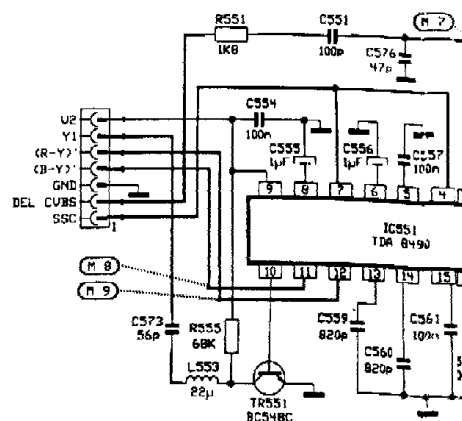 R551
1K8
C551
100p
M 7
C576
47p
U2
Y1
(R-Y)'
(B-Y)'
GND
DEL CVBS
SSC
1
C554
100n
C555
1µF
C556
1µF
C557
100n
9
8
7
6
5
4
IC551
TDA 8490
10
11
12
13
14
15
M 8
M 9
C573
56p
R555
68K
L553
22µ
TR551
BC548C
C559
820p
C560
820p
C561
100n